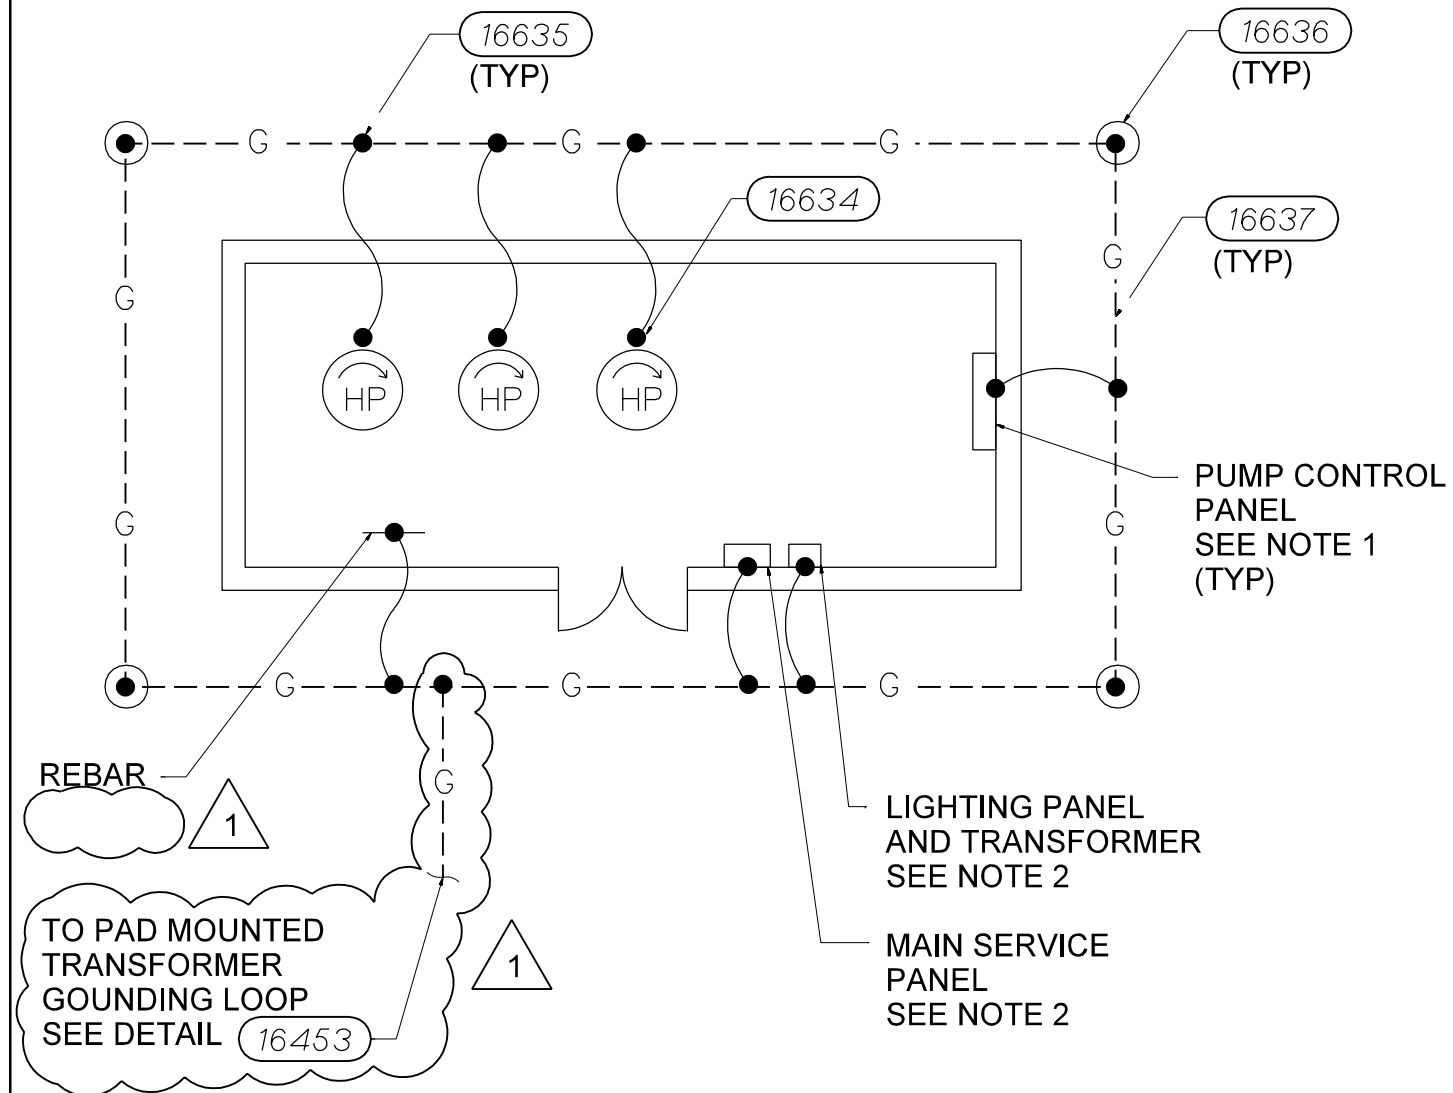 16635
(TYP)
16636
(TYP)
G
G
G
16634
16637
(TYP)
G
G
HP
HP
HP
PUMP CONTROL
PANEL
SEE NOTE 1
(TYP)
G
G
G
G
G
REBAR
1
G
LIGHTING PANEL
AND TRANSFORMER
SEE NOTE 2
TO PAD MOUNTED
TRANSFORMER
GOUNDING LOOP
SEE DETAIL 16453
1
MAIN SERVICE
PANEL
SEE NOTE 2